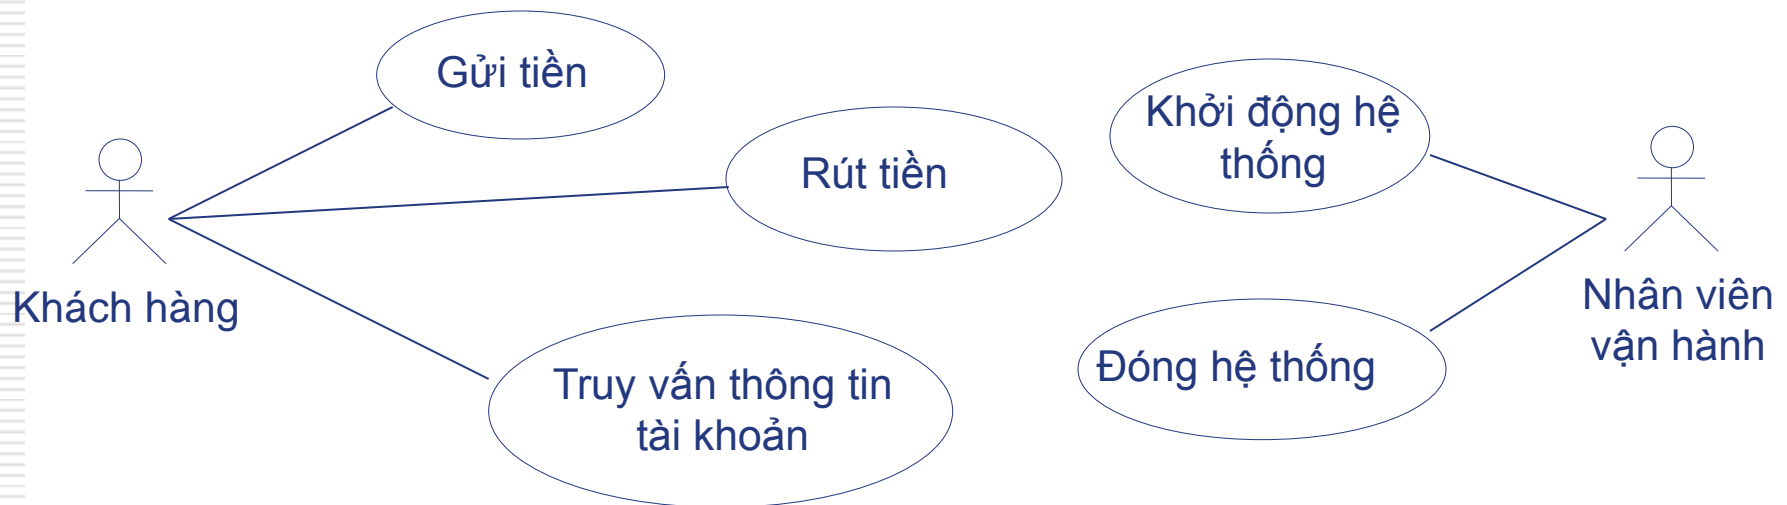 Gửi tiền
Rút tiền
Khởi động hệ
thống
Khách hàng
Nhân viên
vận hành
Truy vấn thông tin
tài khoản
Đóng hệ thống